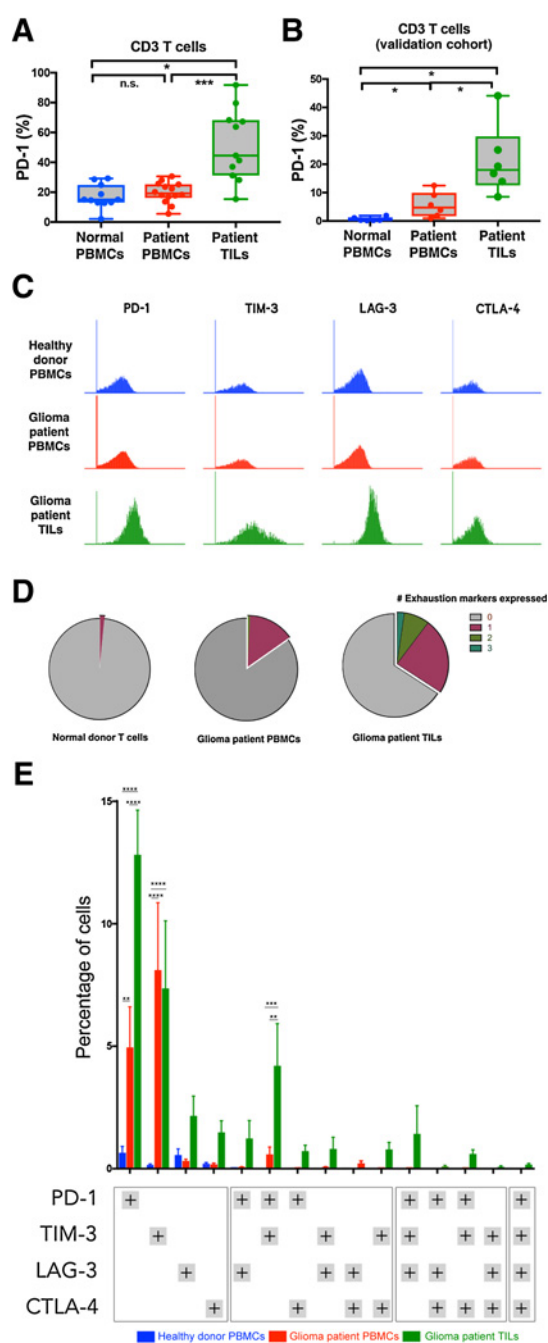 A
CD3 T cells
*
n.s.
***
PD-1 (%)
100
80
60
40
20
0
Normal PBMCs
Patient PBMCs
Patient TILs
B
CD3 T cells
(validation cohort)
*
*
*
PD-1 (%)
50
40
30
20
10
0
Normal PBMCs
Patient PBMCs
Patient TILs
C
PD-1 TIM-3 LAG-3 CTLA-4
Healthy
donor
PBMCs
Glioma
patient
PBMCs
Glioma
patient
TILs
D
# Exhaustion markers expressed
0
1
2
3
Normal donor T cells
Glioma patient PBMCs
Glioma patient TILs
E
Percentage of cells
15
10
5
0
****
****
**
****
****
***
**
PD-1 + + + + + + + +
TIM-3 + + + + + + + +
LAG-3 + + + + + + + +
CTLA-4 + + + + + + + +
Healthy donor PBMCs Glioma patient PBMCs Glioma patient TILs